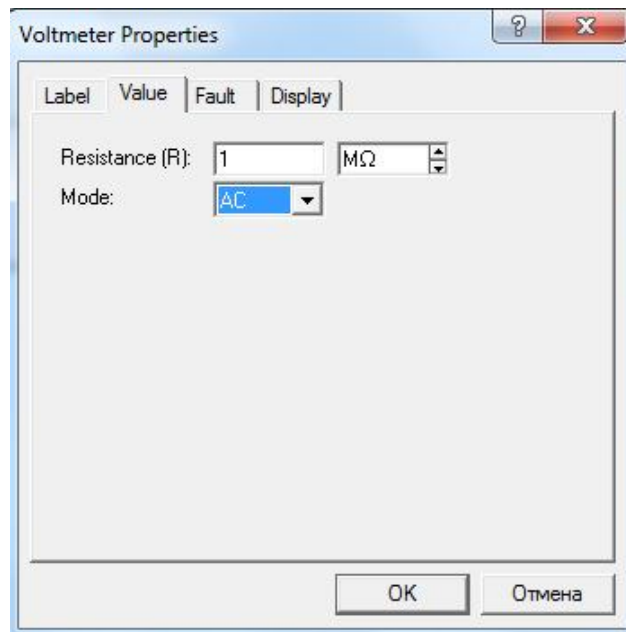 Voltmeter Properties
?
Label Value Fault Display
Resistance (R): 1 MΩ
Mode: AC
OK Отмена